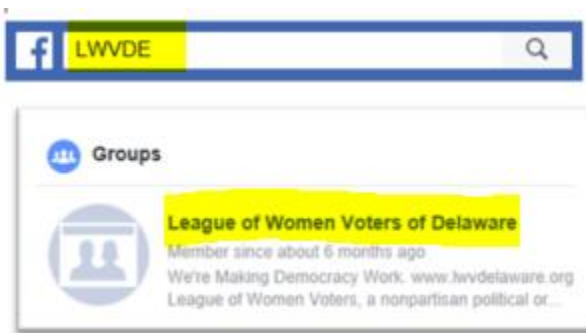 LWVDE
Groups
League of Women Voters of Delaware
Member since about 6 months ago
We're Making Democracy Work. www.lwvdelaware.org
League of Women Voters, a nonpartisan political or...